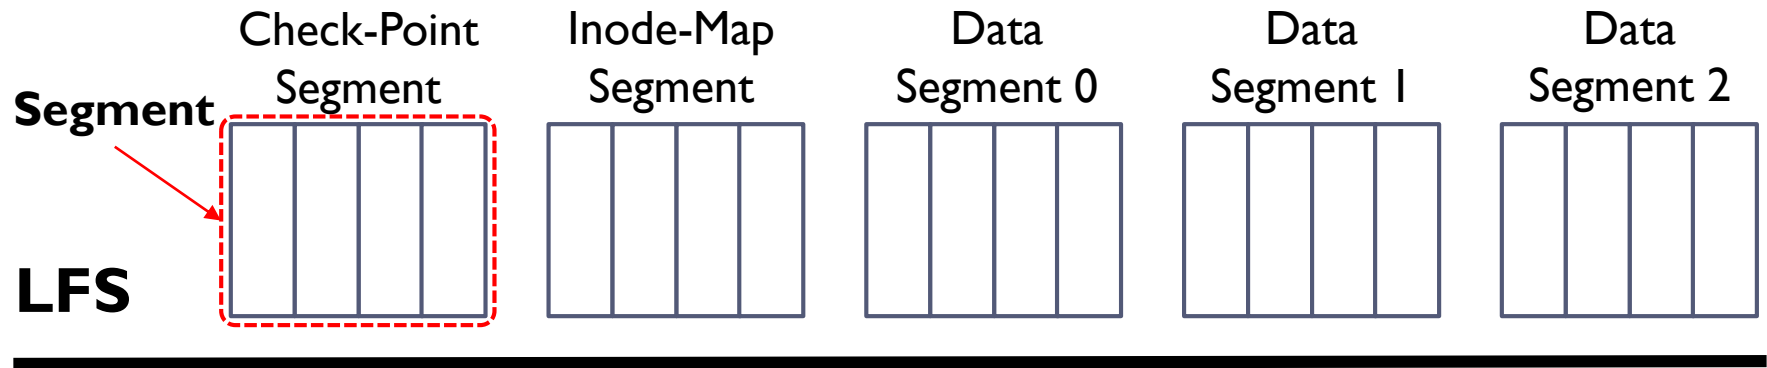 Check-Point
Segment
Inode-Map
Segment
Data
Segment 0
Data
Segment 1
Data
Segment 2
Segment
LFS